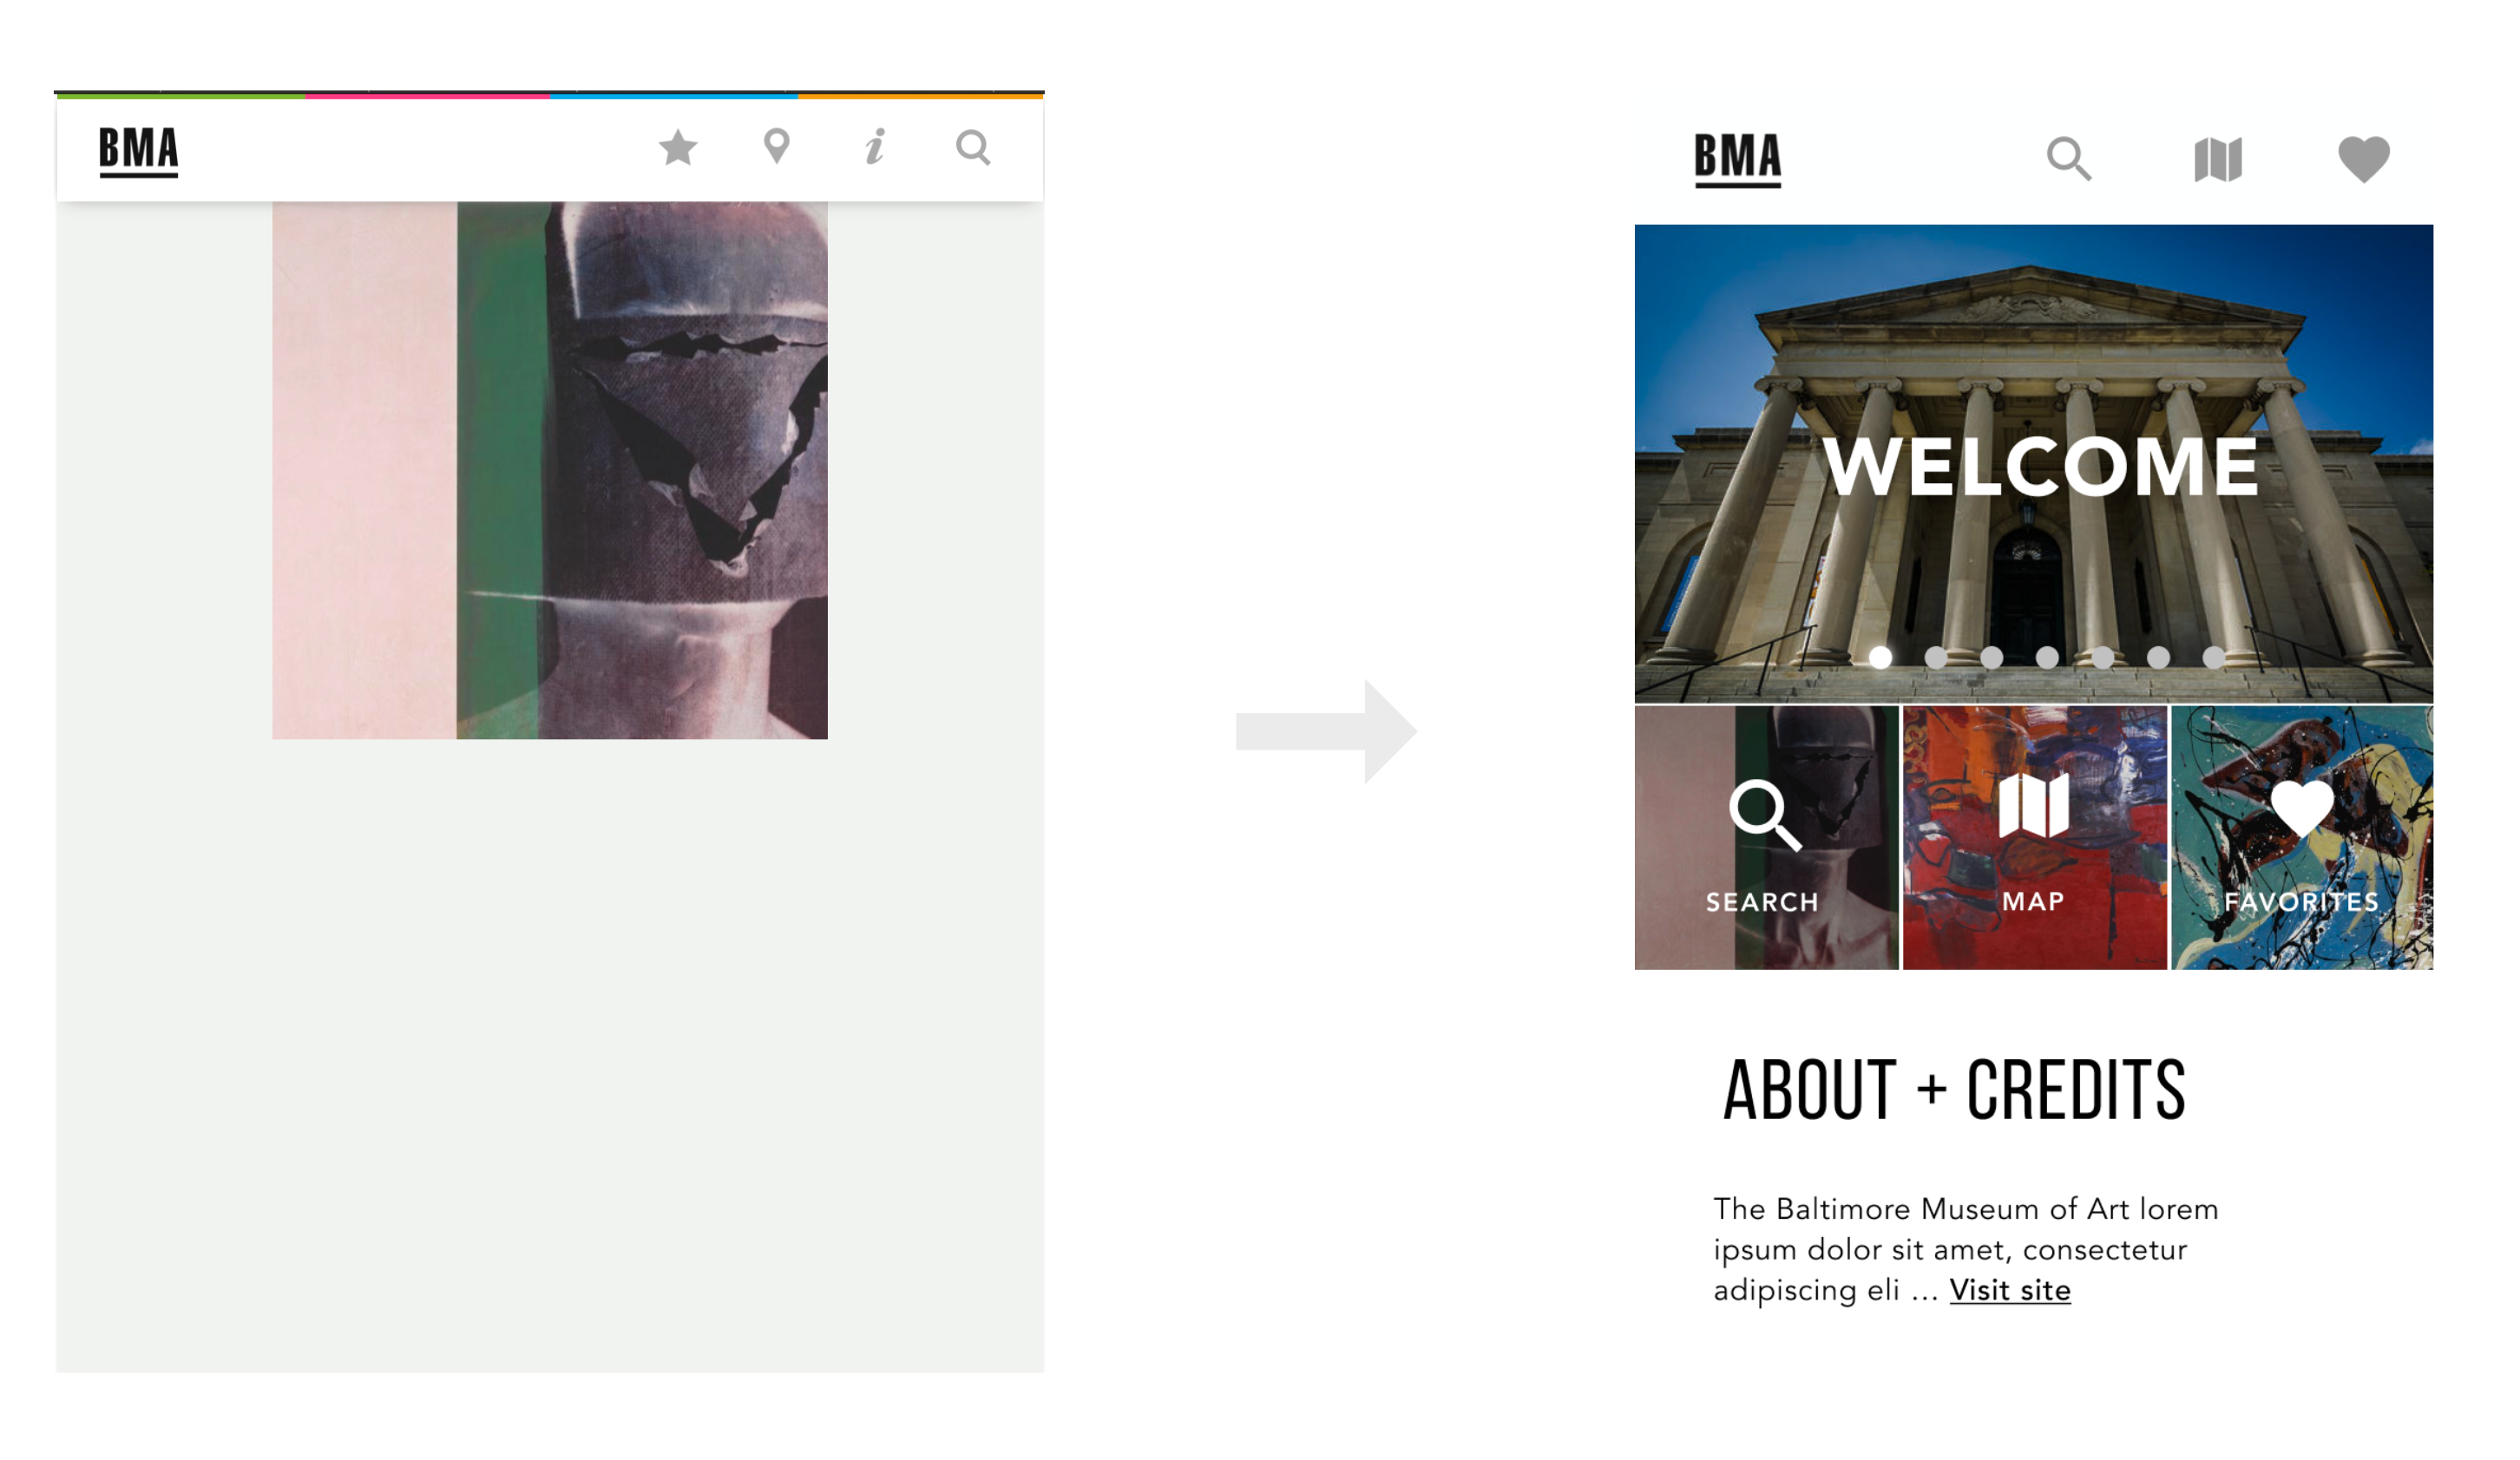 BMA
BMA
WELCOME
SEARCH
MAP
FAVORITES
ABOUT + CREDITS
The Baltimore Museum of Art lorem
ipsum dolor sit amet, consectetur
adipiscing eli ... Visit site